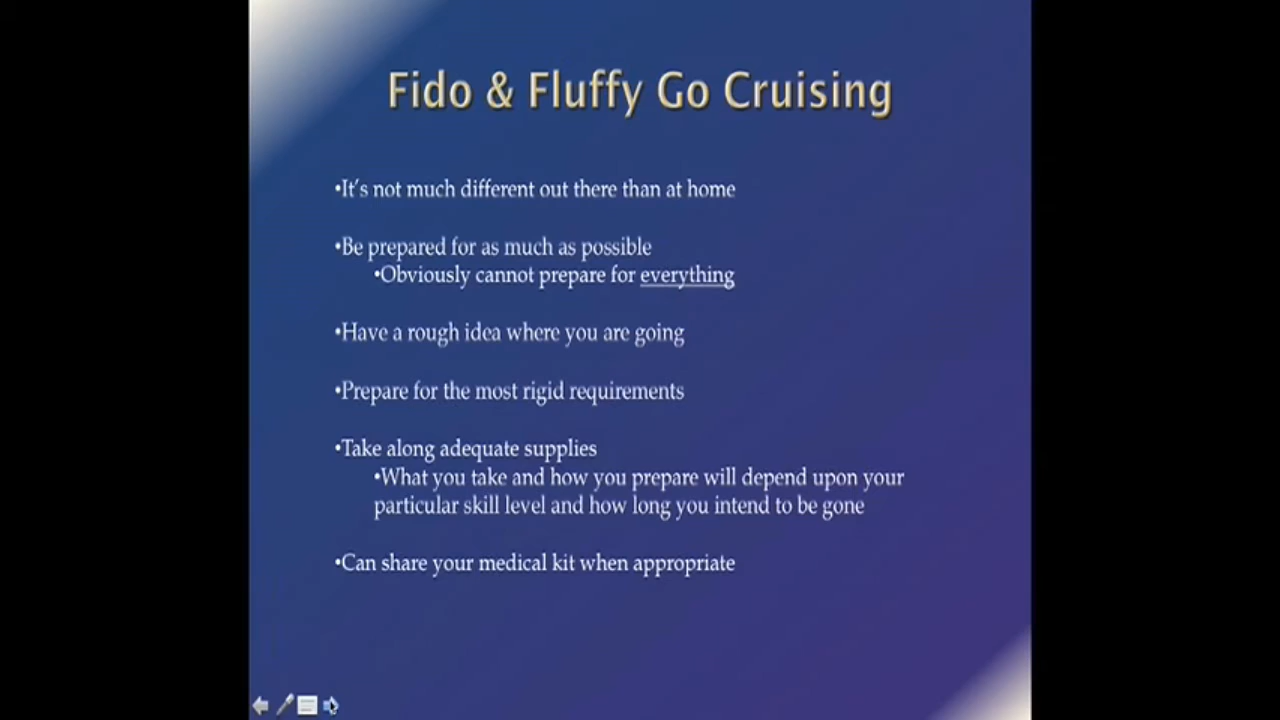 Fido & Fluffy Go Cruising
•It's not much different out there than at home
•Be prepared for as much as possible
•Obviously cannot prepare for everything
•Have a rough idea where you are going
•Prepare for the most rigid requirements
•Take along adequate supplies
•What you take and how you prepare will depend upon your
particular skill level and how long you intend to be gone
•Can share your medical kit when appropriate